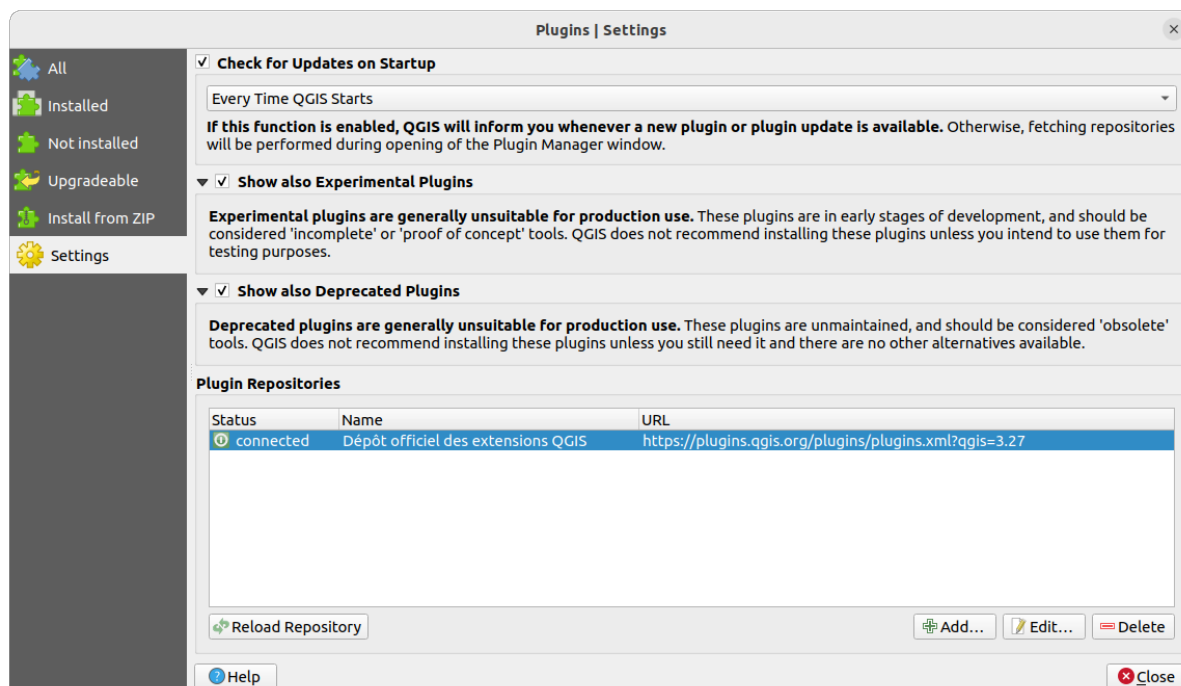 Plugins | Settings
All
Installed
Not installed
Upgradeable
Install from ZIP
Settings
Check for Updates on Startup
Every Time QGIS Starts
If this function is enabled, QGIS will inform you whenever a new plugin or plugin update is available. Otherwise, fetching repositories
will be performed during opening of the Plugin Manager window.
Show also Experimental Plugins
Experimental plugins are generally unsuitable for production use. These plugins are in early stages of development, and should be
considered 'incomplete' or 'proof of concept' tools. QGIS does not recommend installing these plugins unless you intend to use them for
testing purposes.
Show also Deprecated Plugins
Deprecated plugins are generally unsuitable for production use. These plugins are unmaintained, and should be considered 'obsolete'
tools. QGIS does not recommend installing these plugins unless you still need it and there are no other alternatives available.
Plugin Repositories
Status Name URL
connected Dépôt officiel des extensions QGIS https://plugins.qgis.org/plugins/plugins.xml?qgis=3.27
Reload Repository Add... Edit... Delete
Help Close